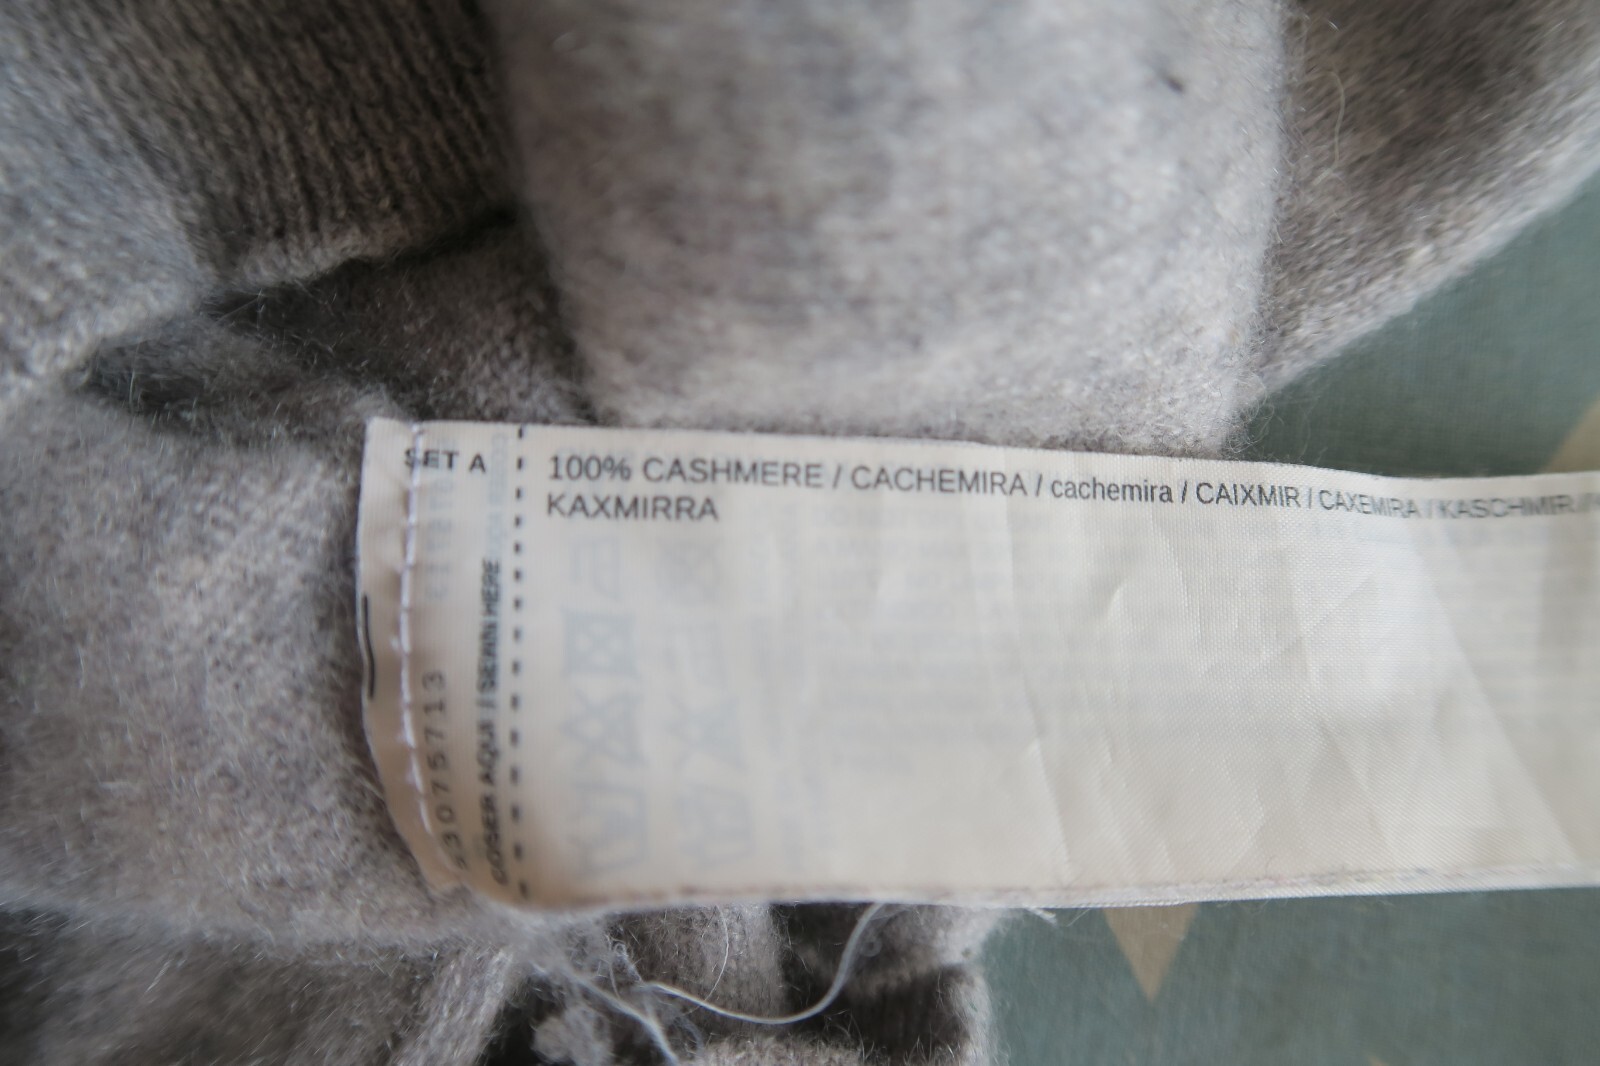 SET A
100% CASHMERE / CACHEMIRA / cachemira / CAIXMIR / CAXEMIRA / KASCHMIR /
KAXMIRRA
COSER AQUI / SEWN HERE
53075713